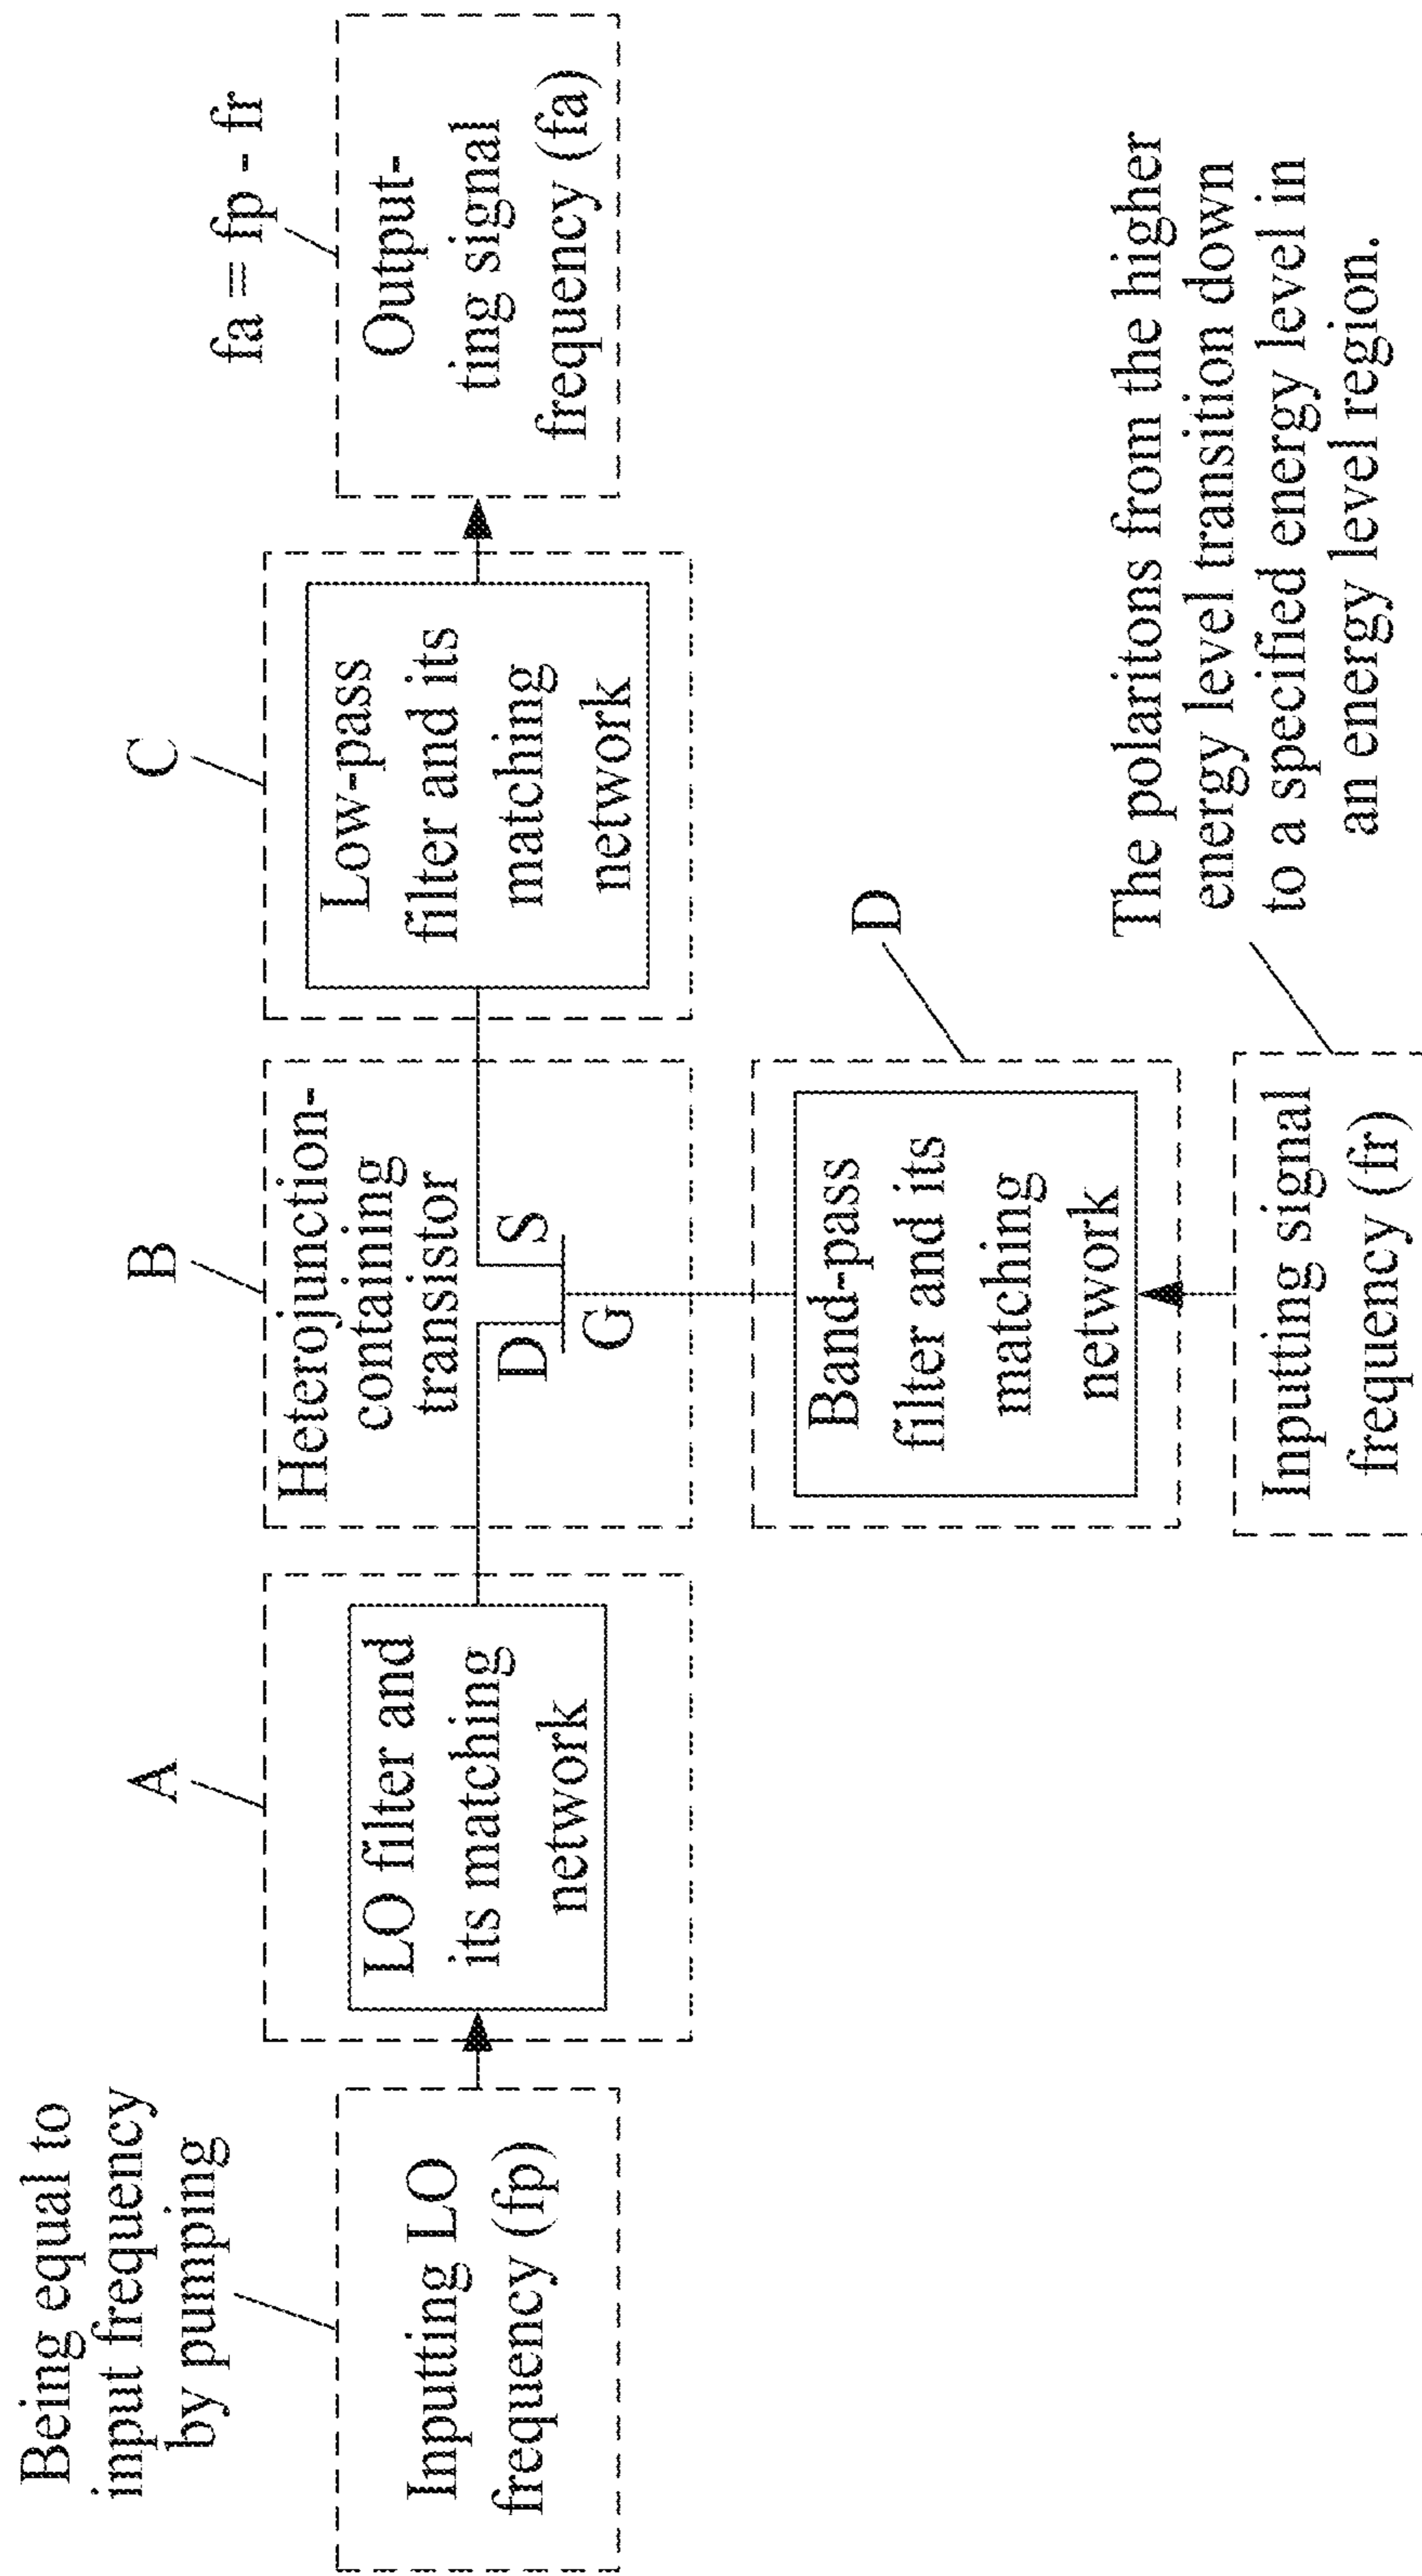 Being equal to
input frequency
by pumping
Inputting LO
frequency (fp)
A
LO filter and
its matching
network
B
Heterojunction-
containing
transistor
D
S
G
C
Low-pass
filter and its
matching
network
fa = fp - fr
Output-
ting signal
frequency (fa)
D
Band-pass
filter and its
matching
network
Inputting signal
frequency (fr)
The polaritons from the higher
energy level transition down
to a specified energy level in
an energy level region.